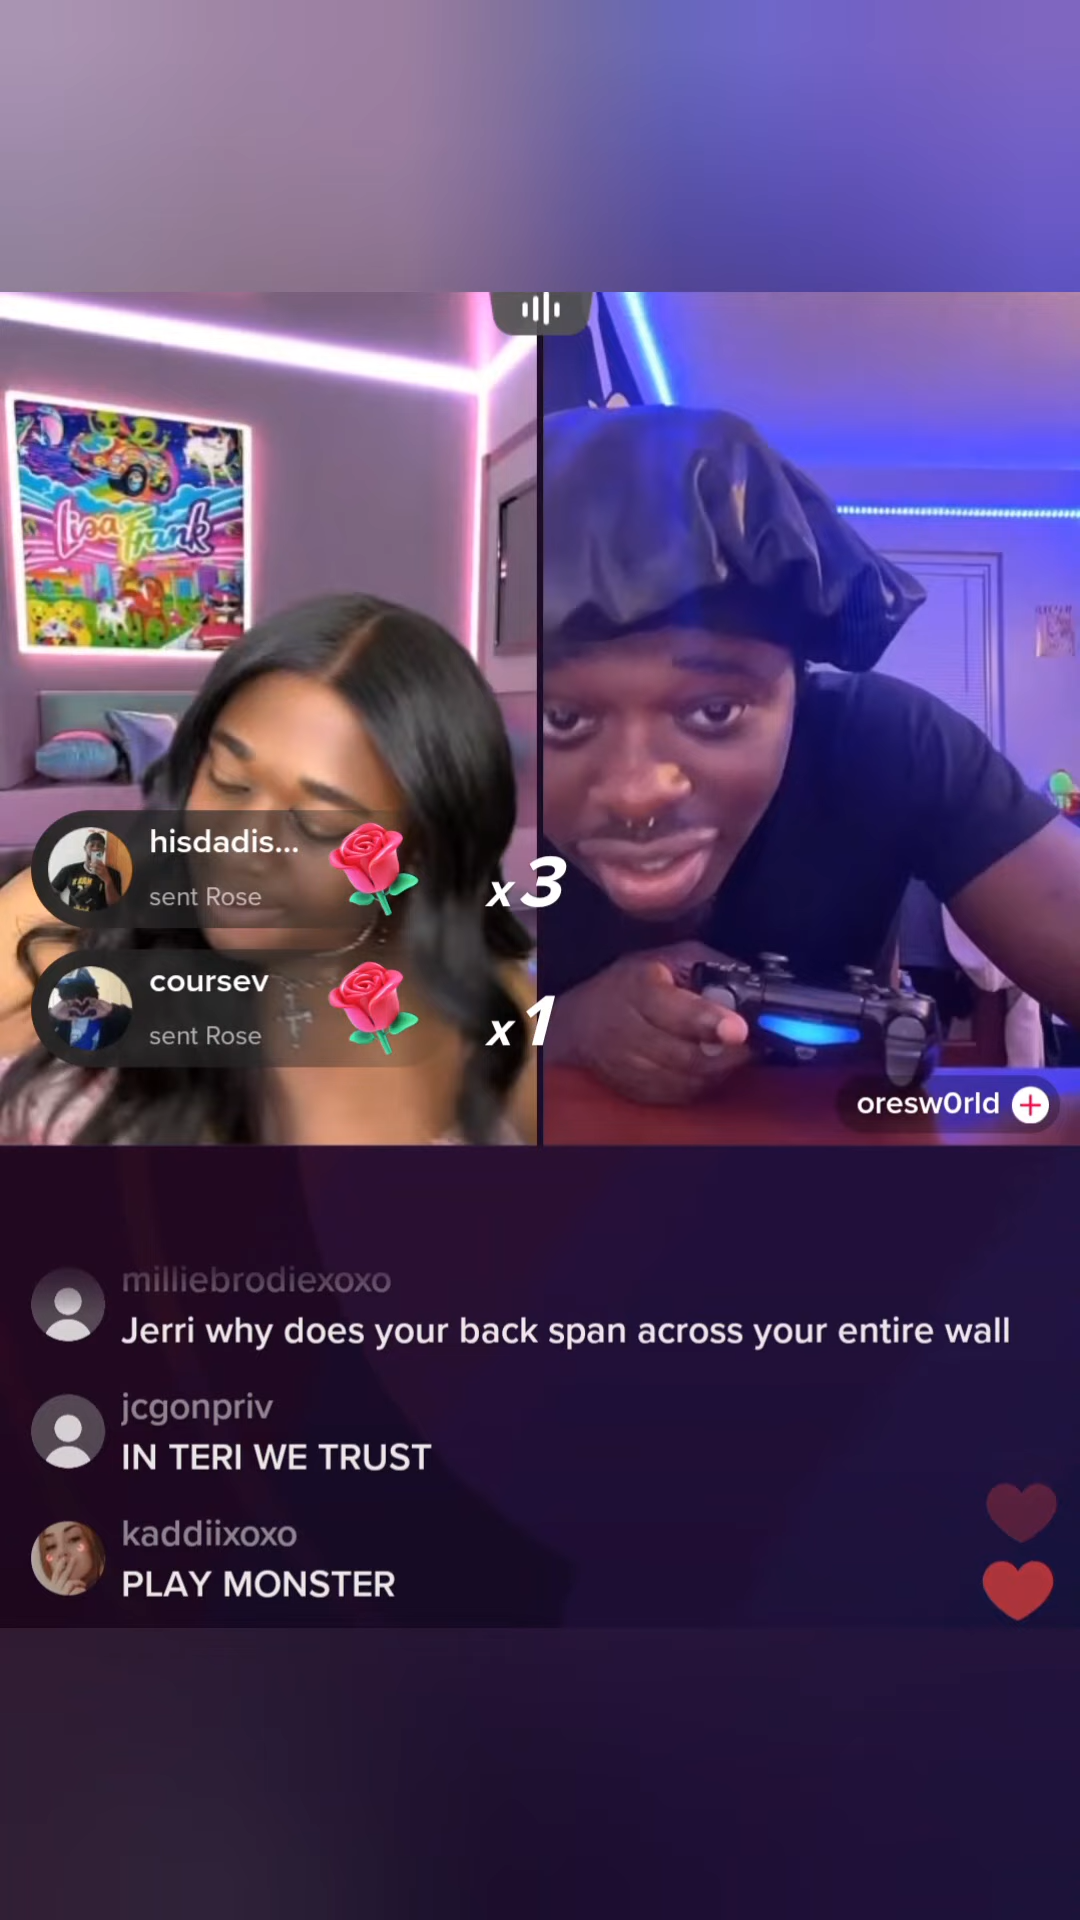 Lisa Frank
hisdadis...
sent Rose
x3
coursev
sent Rose
x1
oresw0rld
milliebrodiexoxo
Jerri why does your back span across your entire wall
jcgonpriv
IN TERI WE TRUST
kaddiixoxo
PLAY MONSTER